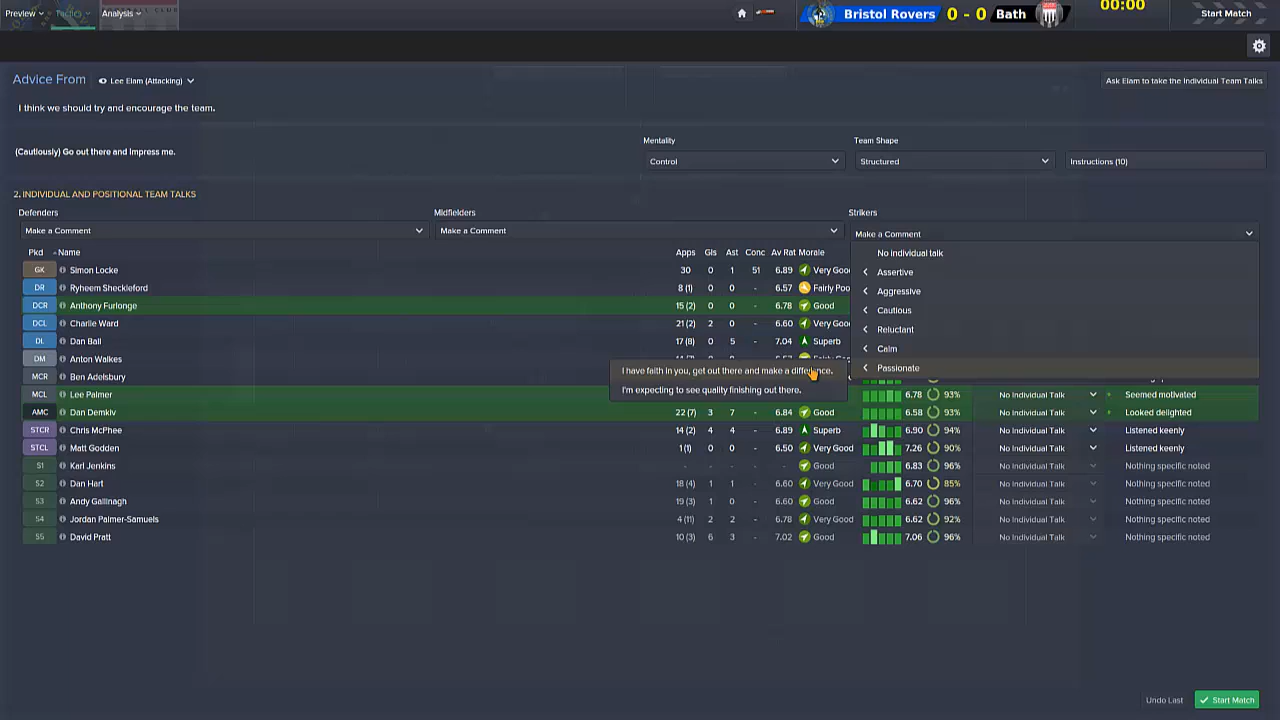 Preview Tactics Analysis
Bristol Rovers 0 - 0 Bath 00:00 Start Match
Advice From Lee Elam (Attacking) Ask Elam to take the Individual Team Talks
I think we should try and encourage the team.
Mentality Team Shape
(Cautiously) Go out there and Impress me.
Control Structured Instructions (10)
2. INDIVIDUAL AND POSITIONAL TEAM TALKS
Defenders Midfielders Strikers
Make a Comment Make a Comment Make a Comment
Pkd Name Apps Gls Ast Conc Av Rat Morale
No individual talk
Assertive
Aggressive
Cautious
Reluctant
Calm
Passionate
I have faith in you, get out there and make a difference.
I'm expecting to see quality finishing out there.
GK Simon Locke 30 0 1 51 6.89 Very Good
DR Ryheem Sheckleford 8 (1) 0 0 - 6.57 Fairly Poo
DCR Anthony Furlonge 15 (2) 0 0 - 6.78 Good
DCL Charlie Ward 21 (2) 2 0 - 6.60 Very Good
DL Dan Ball 17 (8) 0 5 - 7.04 Superb
DM Anton Walkes
MCR Ben Adelsbury
MCL Lee Palmer 6.78 93% No Individual Talk Seemed motivated
AMC Dan Demkiv 22 (7) 3 7 - 6.84 Good 6.58 93% No Individual Talk Looked delighted
STCR Chris McPhee 14 (2) 4 4 - 6.89 Superb 6.90 94% No Individual Talk Listened keenly
STCL Matt Godden 1 (1) 0 0 - 6.50 Very Good 7.26 90% No Individual Talk Listened keenly
S1 Karl Jenkins - - - - - Good 6.83 96% No Individual Talk Nothing specific noted
S2 Dan Hart 18 (4) 1 1 - 6.60 Very Good 6.70 85% No Individual Talk Nothing specific noted
S3 Andy Gallinagh 19 (3) 1 0 - 6.60 Good 6.62 96% No Individual Talk Nothing specific noted
S4 Jordan Palmer-Samuels 4 (11) 2 2 - 6.78 Very Good 6.62 92% No Individual Talk Nothing specific noted
S5 David Pratt 10 (3) 6 3 - 7.02 Good 7.06 96% No Individual Talk Nothing specific noted
Undo Last Start Match